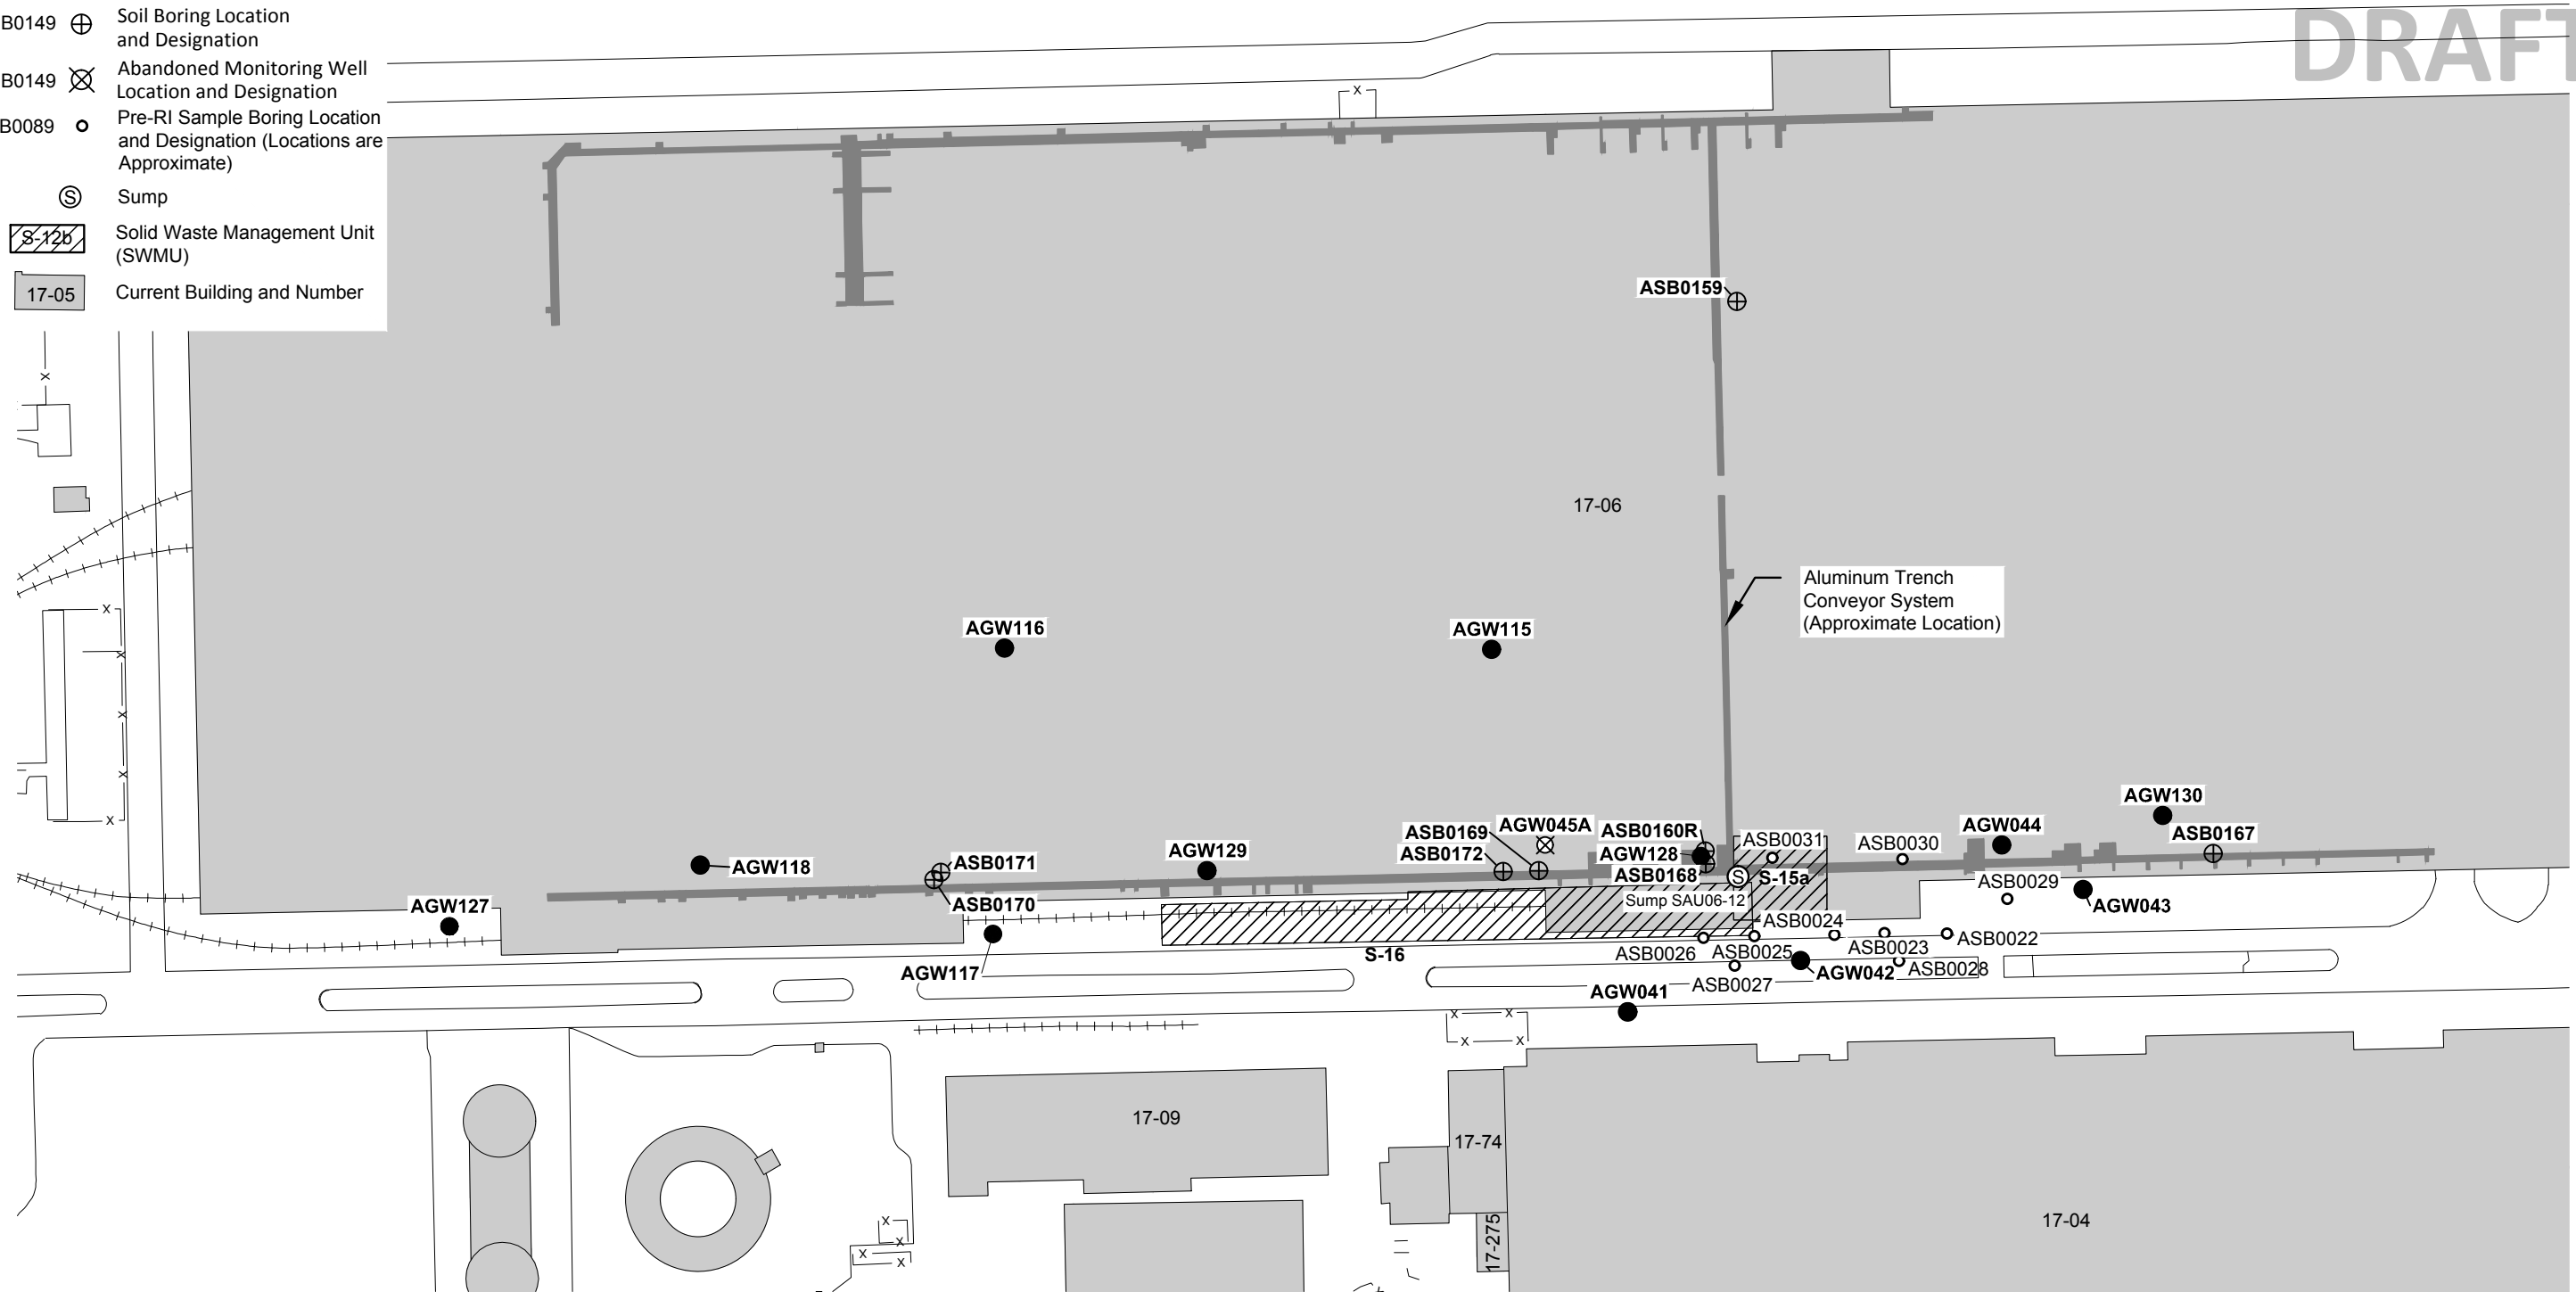 B0149
Soil Boring Location
and Designation
B0149
Abandoned Monitoring Well
Location and Designation
B0089
Pre-RI Sample Boring Location
and Designation (Locations are
Approximate)
S
Sump
S-12b
Solid Waste Management Unit
(SWMU)
17-05
Current Building and Number
DRAFT
ASB0159
17-06
Aluminum Trench
Conveyor System
(Approximate Location)
AGW116
AGW115
AGW130
AGW118
ASB0171
ASB0170
AGW129
ASB0169
ASB0172
AGW045A
ASB0160R
AGW128
ASB0168
ASB0031
S
S-15a
Sump SAU06-12
ASB0030
AGW044
ASB0167
ASB0029
AGW043
AGW127
AGW117
S-16
ASB0024
ASB0026
ASB0025
ASB0023
ASB0022
ASB0027
AGW042
ASB0028
AGW041
17-09
17-74
17-275
17-04